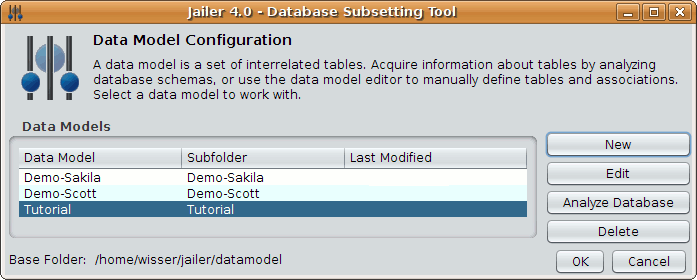 Jailer 4.0 - Database Subsetting Tool
Data Model Configuration
A data model is a set of interrelated tables. Acquire information about tables by analyzing
database schemas, or use the data model editor to manually define tables and associations.
Select a data model to work with.
Data Models
Data Model Subfolder Last Modified
Demo-Sakila Demo-Sakila
Demo-Scott Demo-Scott
Tutorial Tutorial
New
Edit
Analyze Database
Delete
Base Folder: /home/wisser/jailer/datamodel
OK Cancel